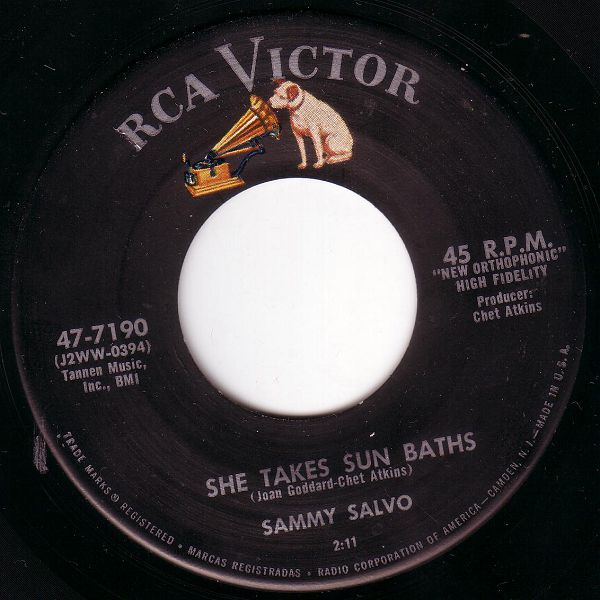 RCA VICTOR
45 R.P.M.
"NEW ORTHOPHONIC"
HIGH FIDELITY
Producer:
Chet Atkins
47-7190
(J2WW-0394)
Tannen Music,
Inc., BMI
SHE TAKES SUN BATHS
(Joan Goddard-Chet Atkins)
SAMMY SALVO
2:11
TRADE MARKS ® REGISTERED • MARCAS REGISTRADAS • RADIO CORPORATION OF AMERICA—CAMDEN, N. J.—MADE IN U.S.A.